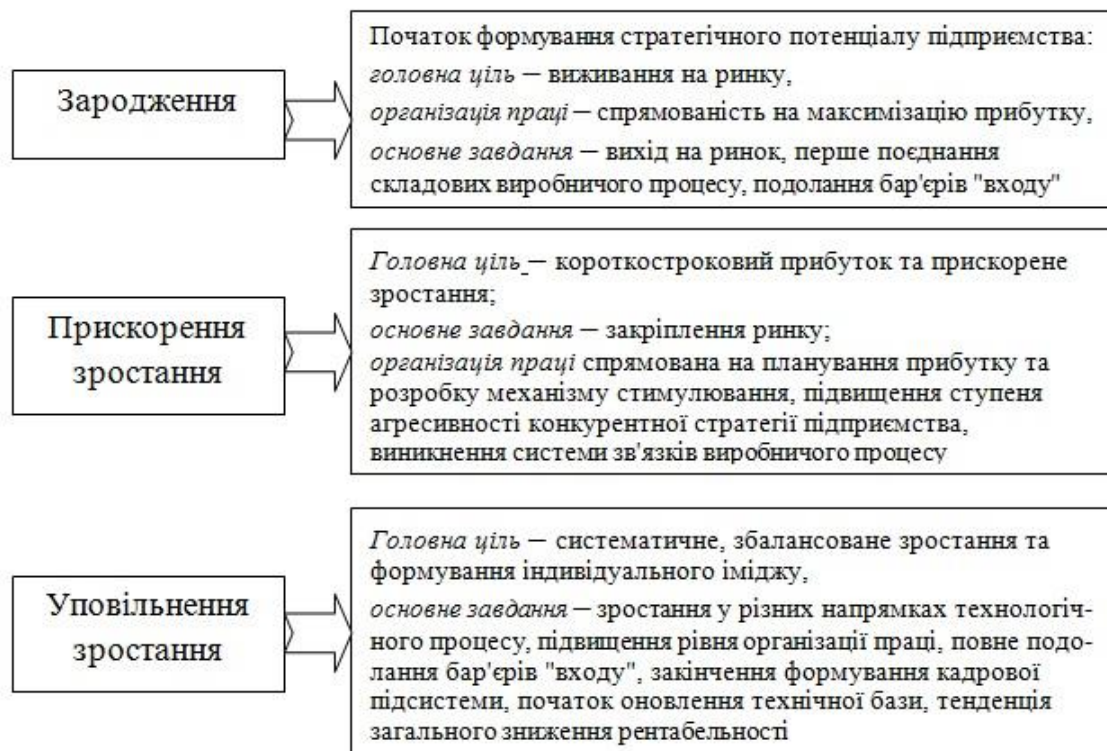 Зародження
Початок формування стратегічного потенціалу підприємства:
головна ціль – виживання на ринку,
організація праці – спрямованість на максимізацію прибутку,
основне завдання – вихід на ринок, перше поєднання
складових виробничого процесу, подолання бар'єрів "входу"
Прискорення
зростання
Головна ціль – короткостроковий прибуток та прискорене
зростання;
основне завдання – закріплення ринку;
організація праці спрямована на планування прибутку та
розробку механізму стимулювання, підвищення ступеня
агресивності конкурентної стратегії підприємства,
виникнення системи зв'язків виробничого процесу
Уповільнення
зростання
Головна ціль – систематичне, збалансоване зростання та
формування індивідуального іміджу,
основне завдання – зростання у різних напрямках технологіч-
ного процесу, підвищення рівня організації праці, повне подо-
лання бар'єрів "входу", закінчення формування кадрової
підсистеми, початок оновлення технічної бази, тенденція
загального зниження рентабельності